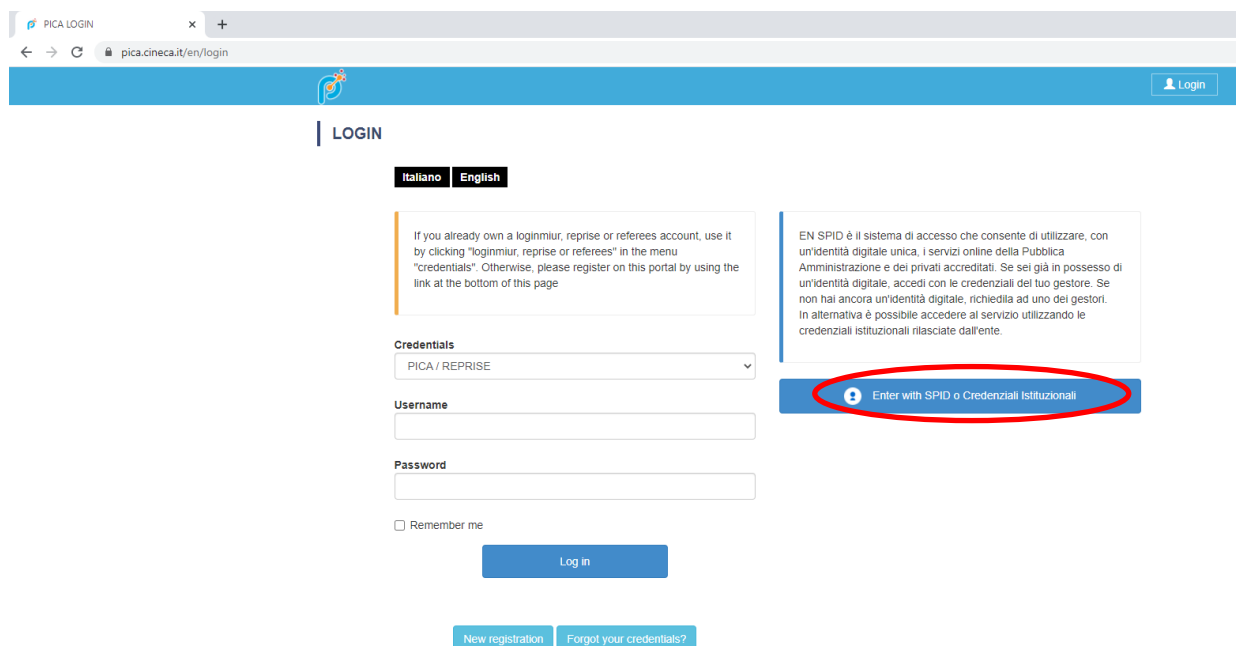 PICA LOGIN
pica.cineca.it/en/login
Login
LOGIN
Italiano English
If you already own a loginmiur, reprise or referees account, use it
by clicking "loginmiur, reprise or referees" in the menu
"credentials". Otherwise, please register on this portal by using the
link at the bottom of this page
Credentials
PICA / REPRISE
Username
Password
Remember me
Log in
New registration Forgot your credentials?
EN SPID è il sistema di accesso che consente di utilizzare, con
un'identità digitale unica, i servizi online della Pubblica
Amministrazione e dei privati accreditati. Se sei già in possesso di
un'identità digitale, accedi con le credenziali del tuo gestore. Se
non hai ancora un'identità digitale, richiedila ad uno dei gestori.
In alternativa è possibile accedere al servizio utilizzando le
credenziali istituzionali rilasciate dall'ente.
Enter with SPID o Credenziali Istituzionali